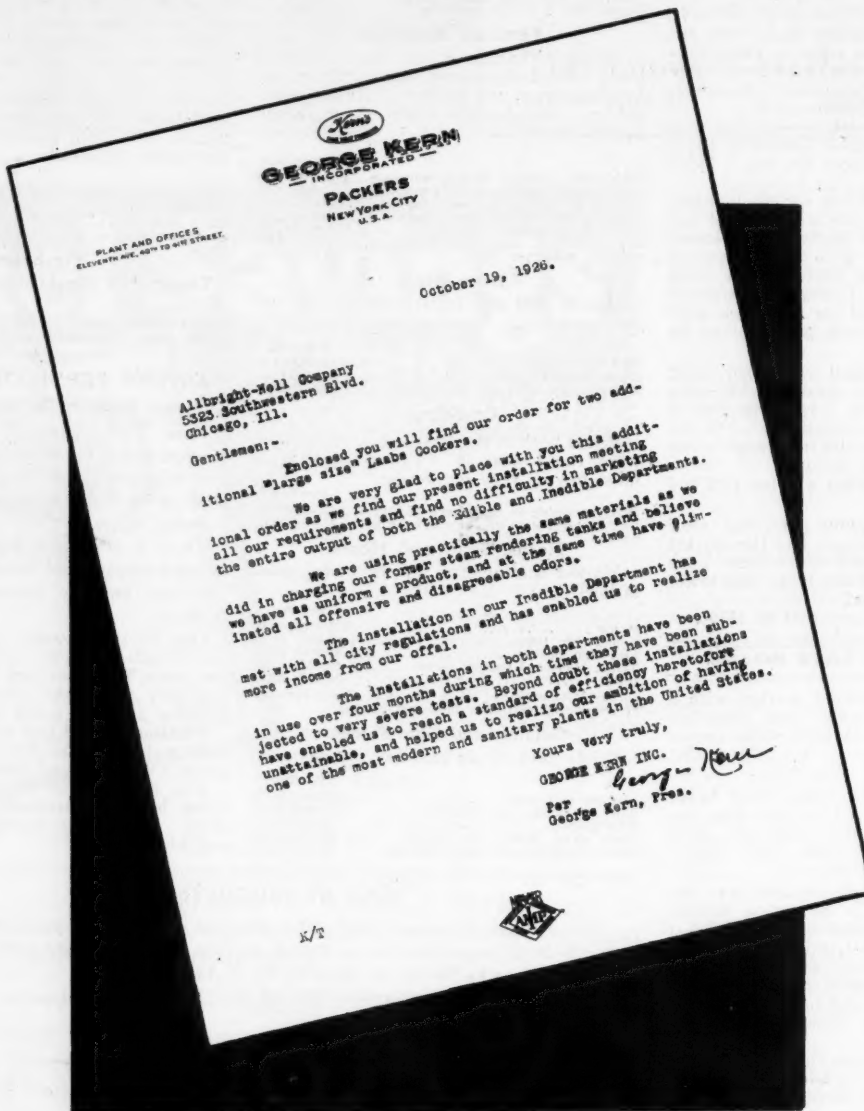 Kern's
GEORGE KERN
INCORPORATED
PACKERS
NEW YORK CITY
U.S.A.
PLANT AND OFFICES
ELEVENTH AVE, 40TH TO 41ST STREET.
October 19, 1926.
Allbright-Nell Company
5323 Southwestern Blvd.
Chicago, Ill.
Gentlemen:-
Enclosed you will find our order for two add-
itional "large size" Laabs Cookers.
We are very glad to place with you this addit-
ional order as we find our present installation meeting
all our requirements and find no difficulty in marketing
the entire output of both the Edible and Inedible Departments.
We are using practically the same materials as we
did in charging our former steam rendering tanks and believe
we have as uniform a product, and at the same time have elim-
inated all offensive and disagreeable odors.
The installation in our Inedible Department has
met with all city regulations and has enabled us to realize
more income from our offal.
The installations in both departments have been
in use over four months during which time they have been sub-
jected to very severe tests. Beyond doubt these installations
have enabled us to reach a standard of efficiency heretofore
unattainable, and helped us to realize our ambition of having
one of the most modern and sanitary plants in the United States.
Yours very truly,
GEORGE KERN INC.
George Kern
Per
George Kern, Pres.
K/T